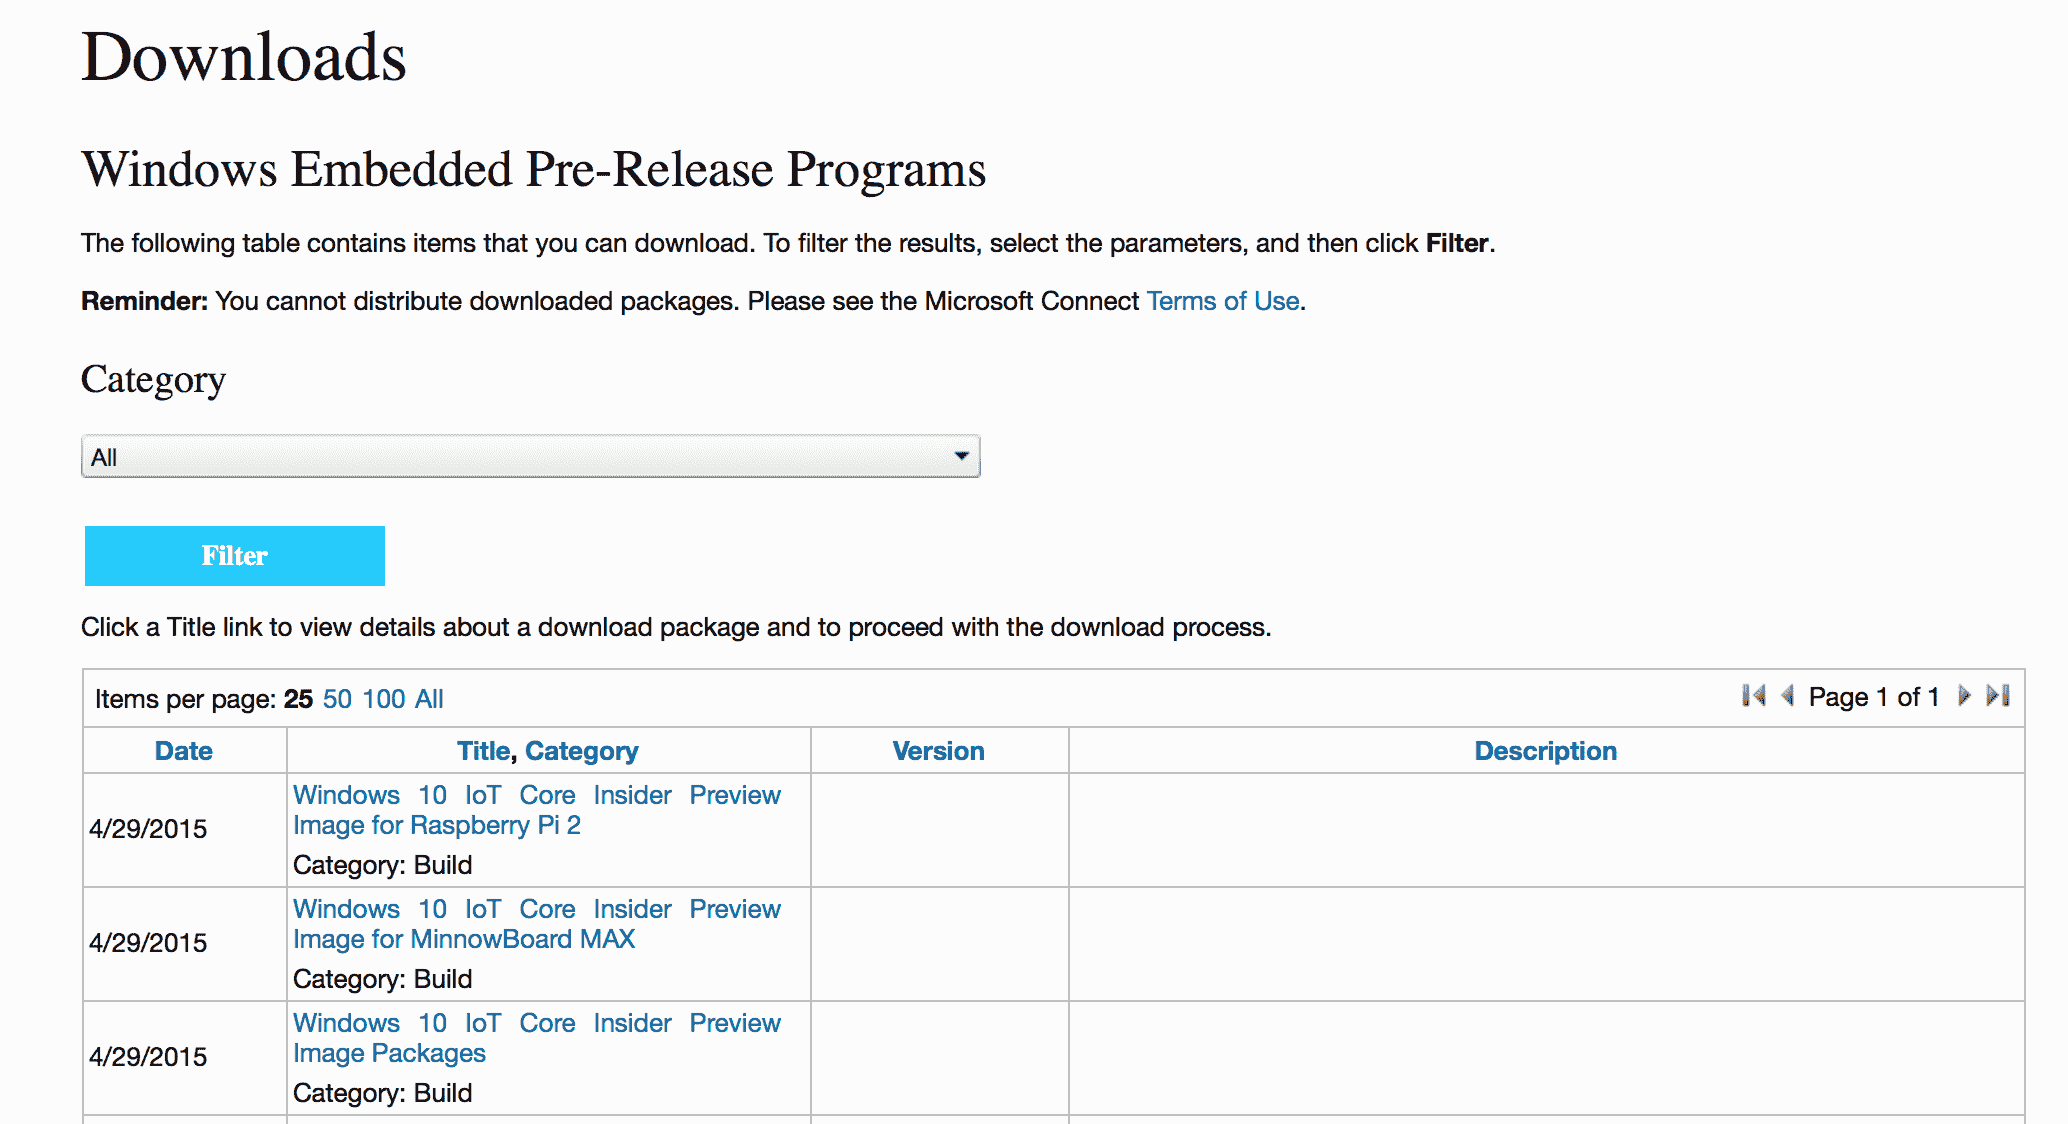 Downloads
Windows Embedded Pre-Release Programs
The following table contains items that you can download. To filter the results, select the parameters, and then click Filter.
Reminder: You cannot distribute downloaded packages. Please see the Microsoft Connect Terms of Use.
Category
All
Filter
Click a Title link to view details about a download package and to proceed with the download process.
Items per page: 25 50 100 All Page 1 of 1
Date Title, Category Version Description
4/29/2015
Windows 10 IoT Core Insider Preview
Image for Raspberry Pi 2
Category: Build
4/29/2015
Windows 10 IoT Core Insider Preview
Image for MinnowBoard MAX
Category: Build
4/29/2015
Windows 10 IoT Core Insider Preview
Image Packages
Category: Build